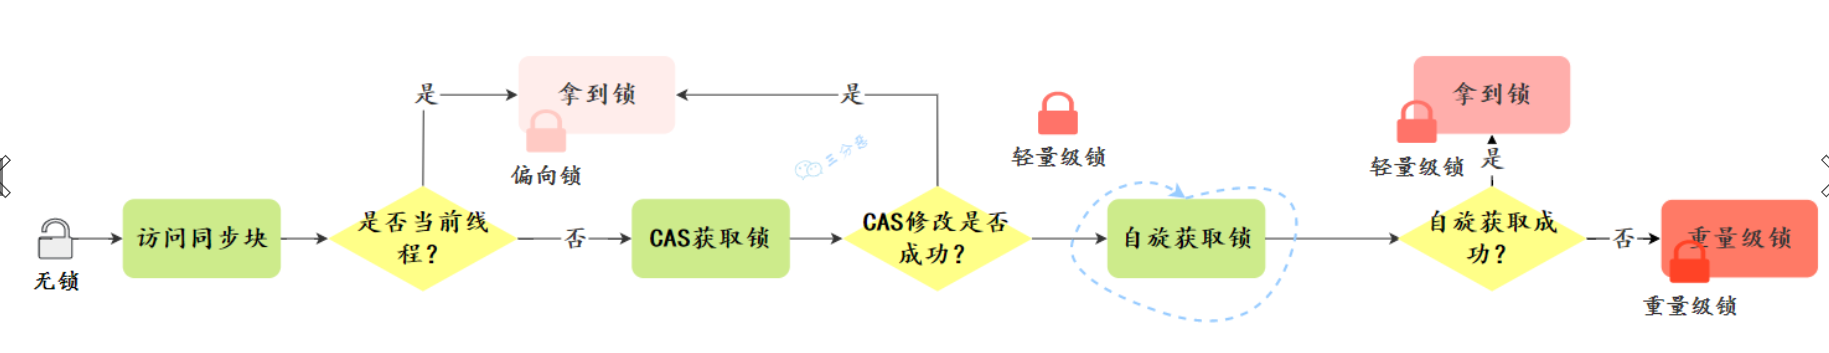 是
拿到锁
是
拿到锁
偏向锁
三分恶
轻量级锁
轻量级锁
是
无锁
访问同步块
是否当前线
程？
否
CAS获取锁
CAS修改是否
成功？
自旋获取锁
自旋获取成
功？
否
重量级锁
重量级锁